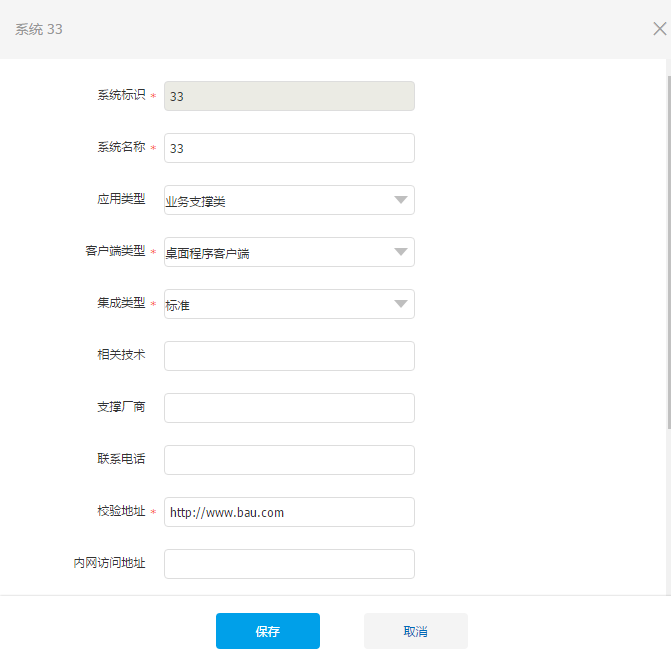 系统 33
系统标识 * 33
系统名称 * 33
应用类型 业务支撑类
客户端类型 * 桌面程序客户端
集成类型 * 标准
相关技术
支撑厂商
联系电话
校验地址 * http://www.bau.com
内网访问地址
保存 取消